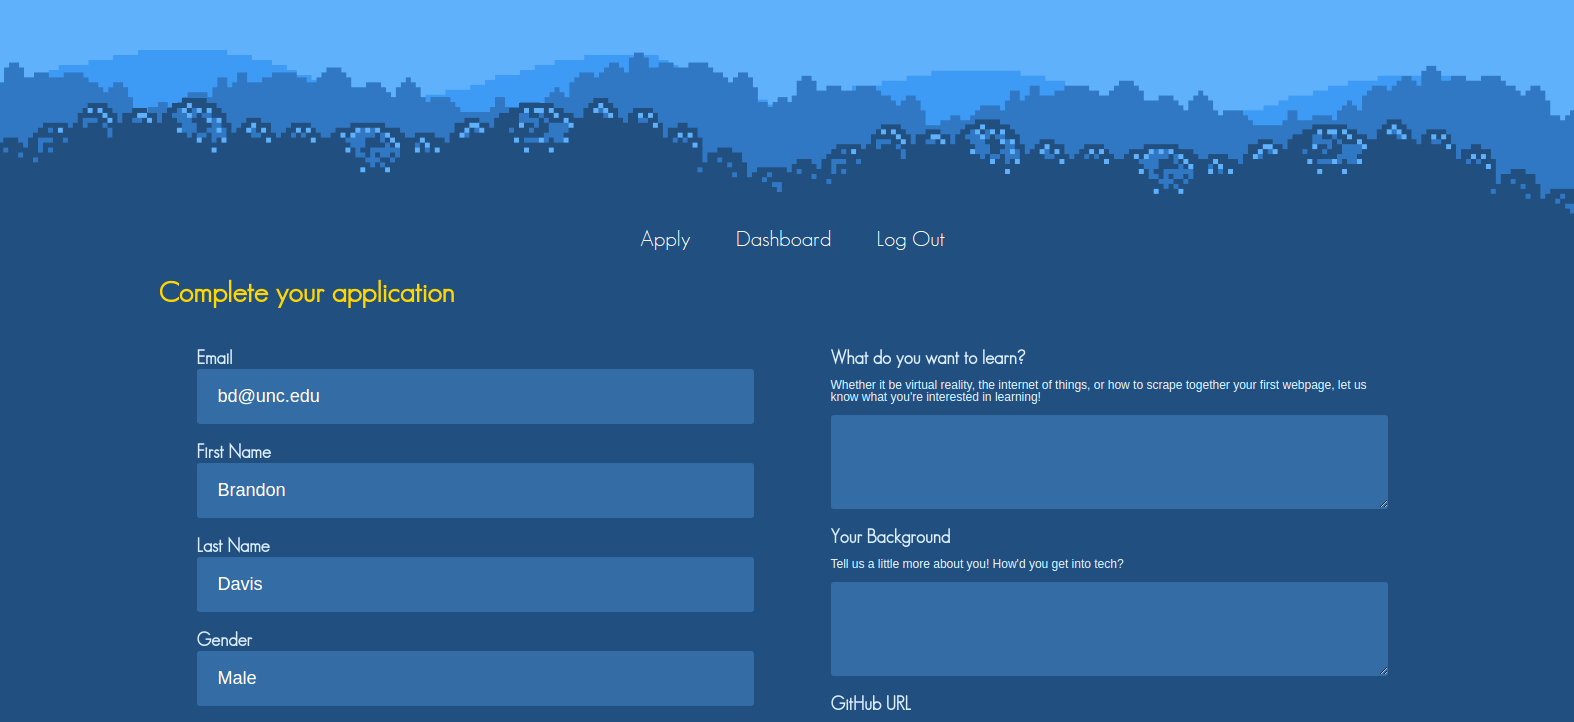 Apply Dashboard Log Out
Complete your application
Email
bd@unc.edu
First Name
Brandon
Last Name
Davis
Gender
Male
What do you want to learn?
Whether it be virtual reality, the internet of things, or how to scrape together your first webpage, let us
know what you're interested in learning!
Your Background
Tell us a little more about you! How'd you get into tech?
GitHub URL